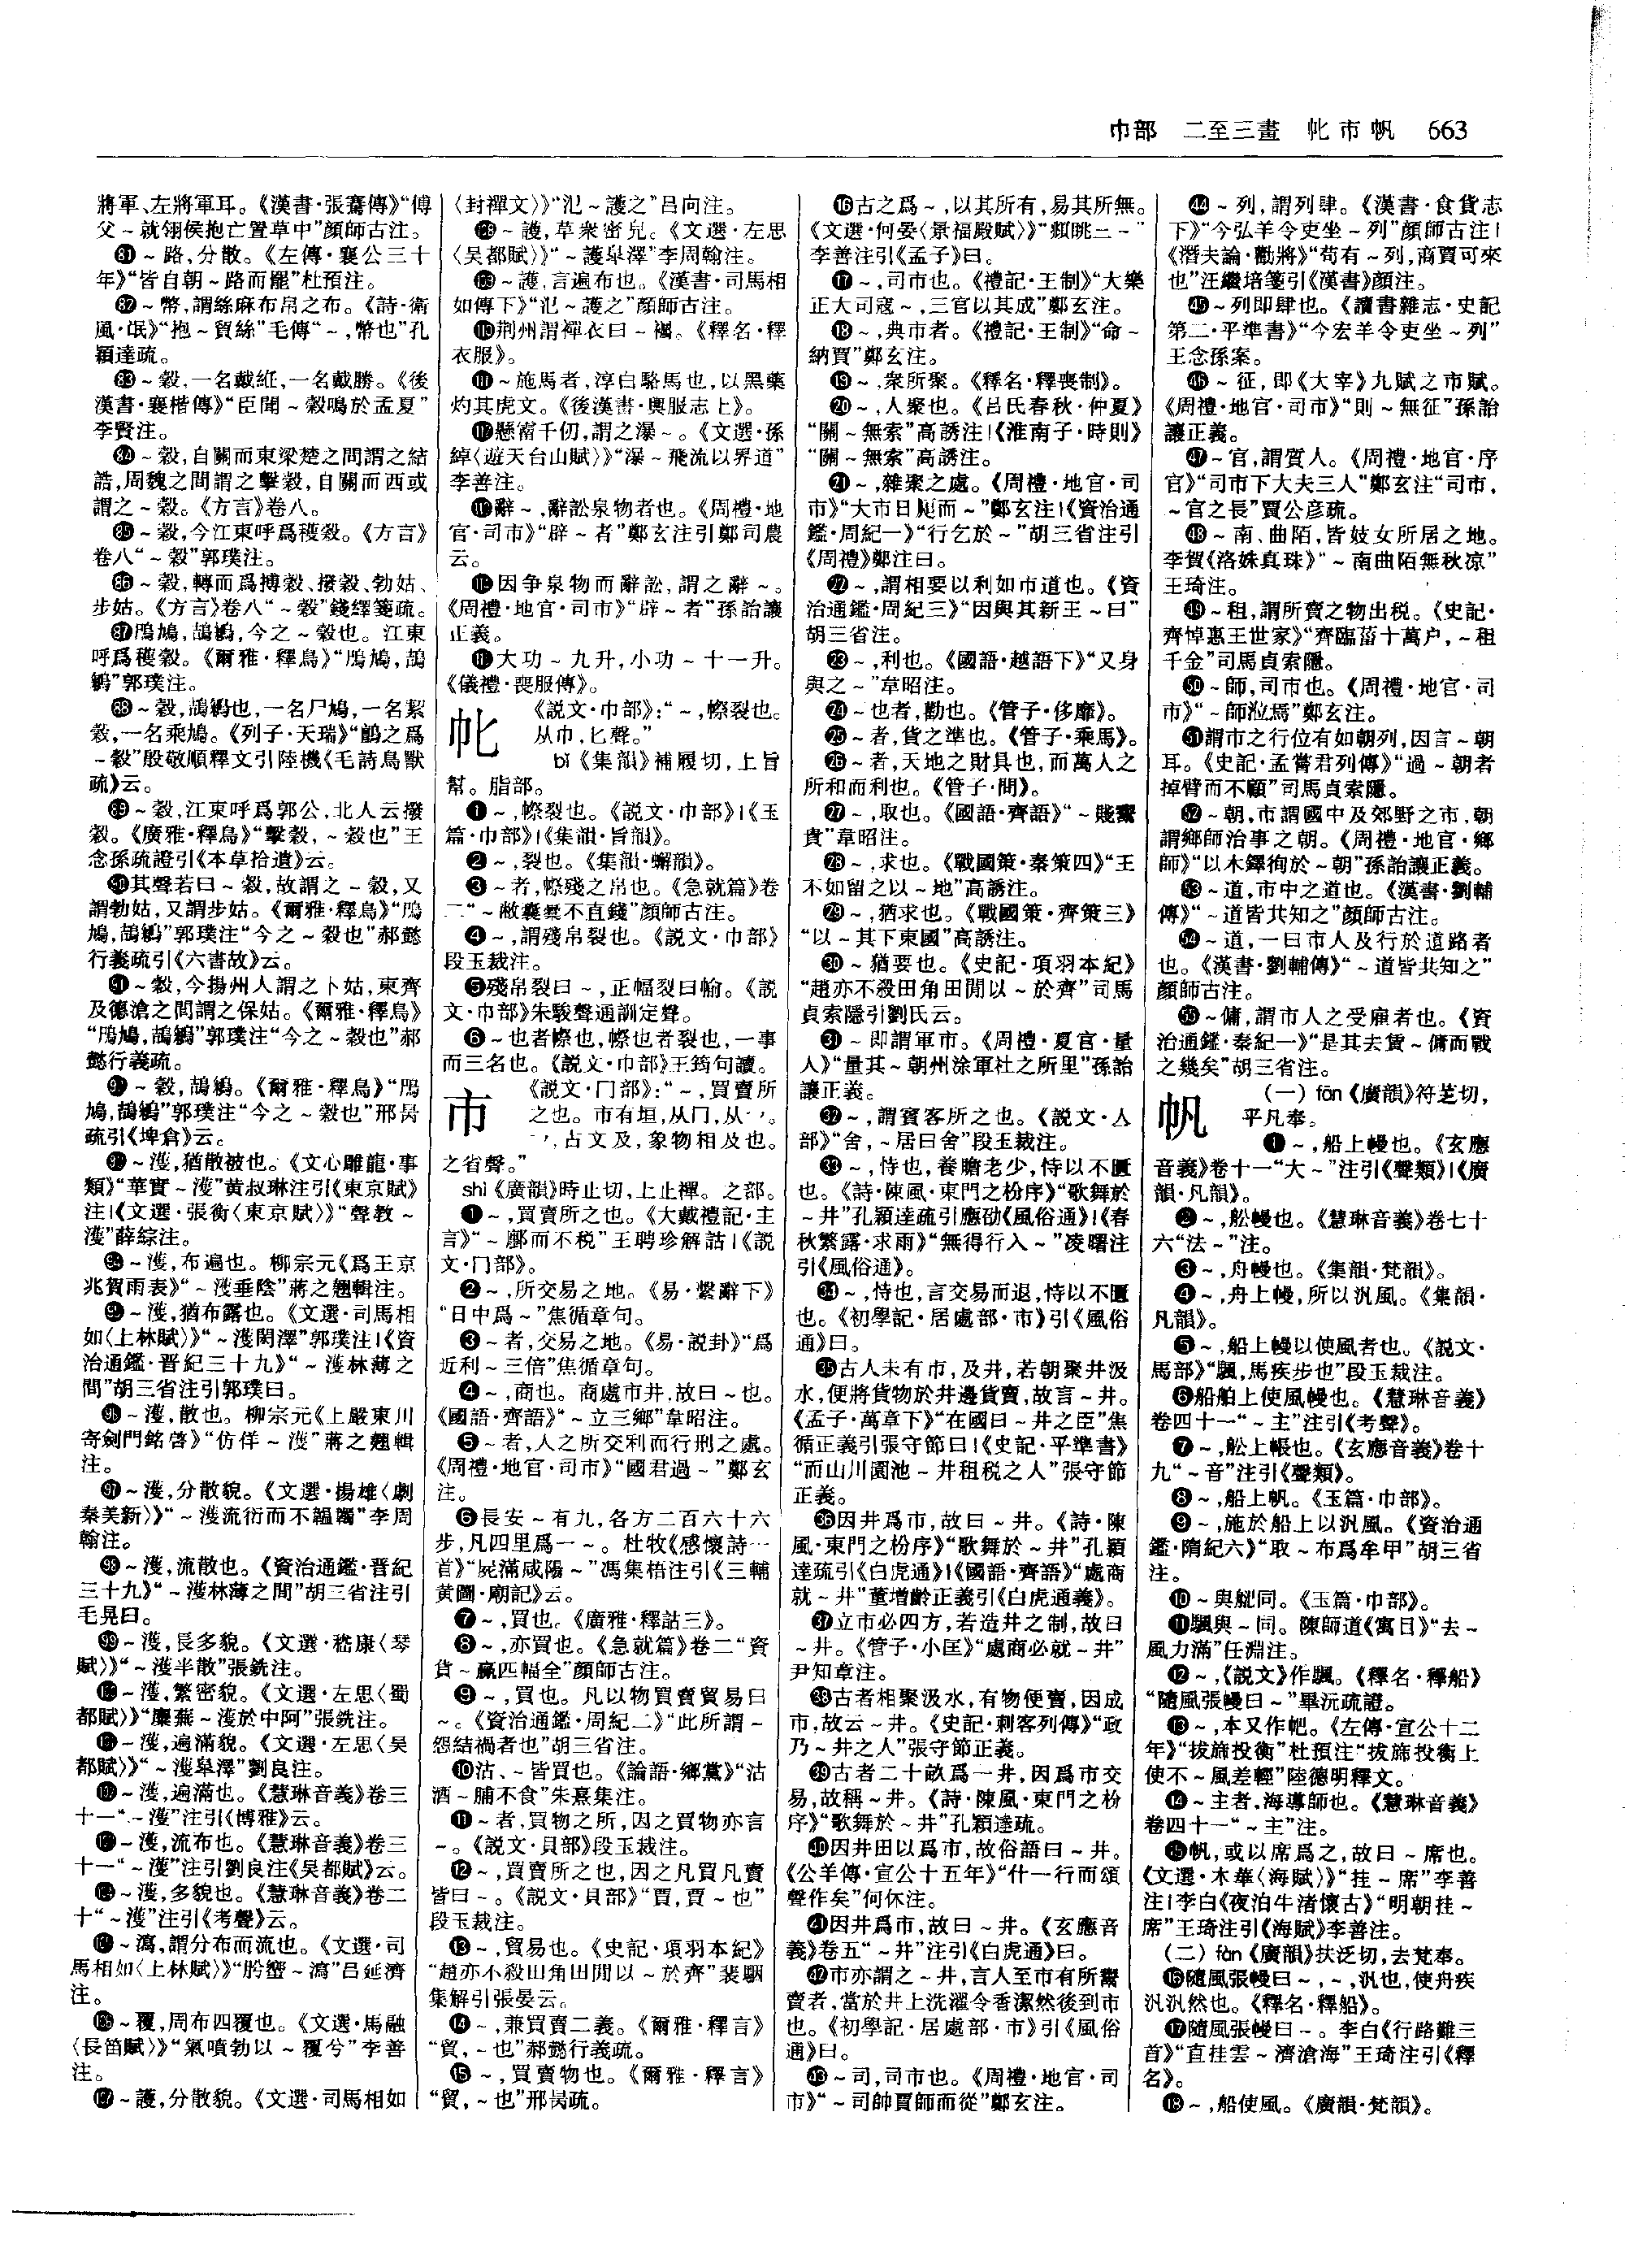 巾部　二至三畫　㡀市帆　663
將軍、左將軍耳。《漢書·張騫傳》“傅
父～就翎侯抱亡置草中”顔師古注。
81～路,分散。《左傳·襄公三十
年》“皆自朝～路而罷”杜預注。
82～幣,謂絲麻布帛之布。《詩·衛
風·氓》“抱～貿絲”毛傳“～,幣也”孔
穎達疏。
83～穀,一名戴紝,一名戴勝。《後
漢書·襄楷傳》“臣聞～穀鳴於孟夏”
李賢注。
84～穀,自關而東梁楚之間謂之結
誥,周魏之間謂之擊穀,自關而西或
謂之～穀。《方言》卷八。
85～穀,今江東呼爲穫穀。《方言》
卷八“～穀”郭璞注。
86～穀,轉而爲搏穀、撥穀、勃姑、
步姑。《方言》卷八“～穀”錢繹箋疏。
87鳲鳩,鴶鵴,今之～穀也。江東
呼爲穫穀。《爾雅·釋鳥》“鳲鳩,鴶
鵴”郭璞注。
88～穀,鴶鵴也,一名尸鳩,一名絜
穀,一名乘鳩。《列子·天瑞》“鸇之爲
～穀”殷敬順釋文引陸機《毛詩鳥獸
疏》云。
89～穀,江東呼爲郭公,北人云撥
穀。《廣雅·釋鳥》“擊穀,～穀也”王
念孫疏證引《本草拾遺》云。
90其聲若曰～穀,故謂之～穀,又
謂勃姑,又謂步姑。《爾雅·釋鳥》“鳲
鳩,鴶鵴”郭璞注“今之～穀也”郝懿
行義疏引《六書故》云。
91～穀,今揚州人謂之卜姑,東齊
及德滄之間謂之保姑。《爾雅·釋鳥》
“鳲鳩,鴶鵴”郭璞注“今之～穀也”郝
懿行義疏。
92～穀,鴶鵴。《爾雅·釋鳥》“鳲
鳩,鴶鵴”郭璞注“今之～穀也”邢昺
疏引《埤倉》云。
93～濩,猶散被也。《文心雕龍·事
類》“華實～濩”黄叔琳注引《東京賦》
注|《文選·張衡〈東京賦〉》“聲教～
濩”薛綜注。
94～濩,布遍也。柳宗元《爲王京
兆賀雨表》“～濩垂陰”蔣之翹輯注。
95～濩,猶布露也。《文選·司馬相
如〈上林賦〉》“～濩閎澤”郭璞注|《資
治通鑑·晋紀三十九》“～濩林薄之
間”胡三省注引郭璞曰。
96～濩,散也。柳宗元《上嚴東川
寄劍門銘啓》“仿佯～濩”蔣之翹輯
注。
97～濩,分散貌。《文選·揚雄〈劇
秦美新〉》“～濩流衍而不韞韣”李周
翰注。
98～濩,流散也。《資治通鑑·晋紀
三十九》“～濩林薄之間”胡三省注引
毛晃曰。
99～濩,長多貌。《文選·嵇康〈琴
賦〉》“～濩半散”張銑注。
100～濩,繁密貌。《文選·左思〈蜀
都賦〉》“麋蕪～濩於中阿”張銑注。
101～濩,遍滿貌。《文選·左思〈吴
都賦〉》“～濩皋澤”劉良注。
102～濩,遍滿也。《慧琳音義》卷三
十一“～濩”注引《博雅》云。
103～濩,流布也。《慧琳音義》卷三
十一“～濩”注引劉良注《吴都賦》云。
104～濩,多貌也。《慧琳音義》卷二
十“～濩”注引《考聲》云。
105～瀉,謂分布而流也。《文選·司
馬相如〈上林賦〉》“肹蠁～瀉”吕延濟
注。
106～覆,周布四覆也。《文選·馬融
〈長笛賦〉》“氣噴勃以～覆兮”李善
注。
107～護,分散貌。《文選·司馬相如
〈封禪文〉》“氾～護之”吕向注。
108～護,草衆密皃。《文選·左思
〈吴都賦〉》“～護皋澤”李周翰注。
109～護,言遍布也。《漢書·司馬相
如傳下》“氾～護之”顔師古注。
110荆州謂禪衣曰～䙱。《釋名·釋
衣服》。
111～施馬者,淳白駱馬也,以黑藥
灼其虎文。《後漢書·輿服志上》。
112懸霤千仞,謂之瀑～。《文選·孫
綽〈遊天台山賦〉》“瀑～飛流以界道”
李善注。
113辭～,辭訟泉物者也。《周禮·地
官·司市》“辟～者”鄭玄注引鄭司農
云。
114因争泉物而辭訟,謂之辭～。
《周禮·地官·司市》“辟～者”孫詒讓
正義。
115大功～九升,小功～十一升。
《儀禮·喪服傳》。
《説文·巾部》：“～,幤裂也。
从巾,匕聲。”
bǐ《集韻》補履切,上旨
幫。脂部。
❶～,幤裂也。《説文·巾部》|《玉
篇·巾部》|《集韻·旨韻》。
❷～,裂也。《集韻·蠏韻》。
❸～者,幤殘之帛也。《急就篇》卷
二“～敝囊橐不直錢”顔師古注。
❹～,謂殘帛裂也。《説文·巾部》
段玉裁注。
❺殘帛裂曰～,正幅裂曰㡏。《説
文·巾部》朱駿聲通訓定聲。
❻～也者幤也,幤也者裂也,一事
而三名也。《説文·巾部》王筠句讀。
市
《説文·冂部》：“～,買賣所
之也。市有垣,从冂,从乁。
乁,古文及,象物相及也。
之省聲。”
shì《廣韻》時止切,上止禪。之部。
❶～,買賣所之也。《大戴禮記·主
言》“～鄽而不税”王聘珍解詁|《説
文·冂部》。
❷～,所交易之地。《易·繫辭下》
“日中爲～”焦循章句。
❸～者,交易之地。《易·説卦》“爲
近利～三倍”焦循章句。
❹～,商也。商處市井,故曰～也。
《國語·齊語》“～立三鄉”韋昭注。
❺～者,人之所交利而行刑之處。
《周禮·地官·司市》“國君過～”鄭玄
注。
❻長安～有九,各方二百六十六
步,凡四里爲一～。杜牧《感懷詩一
首》“屍滿咸陽～”馮集梧注引《三輔
黄圖·廟記》云。
❼～,買也。《廣雅·釋詁三》。
❽～,亦買也。《急就篇》卷二“資
貨～贏匹幅全”顔師古注。
❾～,買也。凡以物買賣貿易曰
～。《資治通鑑·周紀二》“此所謂～
怨結禍者也”胡三省注。
❿沽、～皆買也。《論語·鄉黨》“沽
酒～脯不食”朱熹集注。
⓫～者,買物之所,因之買物亦言
～。《説文·貝部》段玉裁注。
⓬～,買賣所之也,因之凡買凡賣
皆曰～。《説文·貝部》“買,賈～也”
段玉裁注。
⓭～,貿易也。《史記·項羽本紀》
“趙亦不殺田角田閒以～於齊”裴駰
集解引張晏云。
⓮～,兼買賣二義。《爾雅·釋言》
“貿,～也”郝懿行義疏。
⓯～,買賣物也。《爾雅·釋言》
“貿,～也”邢昺疏。
⓰古之爲～,以其所有,易其所無。
《文選·何晏〈景福殿賦〉》“頫眺三～”
李善注引《孟子》曰。
⓱～,司市也。《禮記·王制》“大樂
正大司寇～,三官以其成”鄭玄注。
⓲～,典市者。《禮記·王制》“命～
納賈”鄭玄注。
⓳～,衆所聚。《釋名·釋喪制》。
⓴～,人聚也。《吕氏春秋·仲夏》
“關～無索”高誘注|《淮南子·時則》
“關～無索”高誘注。
21～,雜聚之處。《周禮·地官·司
市》“大市日昃而～”鄭玄注|《資治通
鑑·周紀一》“行乞於～”胡三省注引
《周禮》鄭注曰。
22～,謂相要以利如市道也。《資
治通鑑·周紀三》“因與其新王～曰”
胡三省注。
23～,利也。《國語·越語下》“又身
與之～”韋昭注。
24～也者,勸也。《管子·侈靡》。
25～者,貨之準也。《管子·乘馬》。
26～者,天地之財具也,而萬人之
所和而利也。《管子·問》。
27～,取也。《國語·齊語》“～賤鬻
貴”韋昭注。
28～,求也。《戰國策·秦策四》“王
不如留之以～地”高誘注。
29～,猶求也。《戰國策·齊策三》
“以～其下東國”高誘注。
30～猶要也。《史記·項羽本紀》
“趙亦不殺田角田閒以～於齊”司馬
貞索隱引劉氏云。
31～即謂軍市。《周禮·夏官·量
人》“量其～朝州涂軍社之所里”孫詒
讓正義。
32～,謂賓客所之也。《説文·亼
部》“舍,～居曰舍”段玉裁注。
33～,恃也,養贍老少,恃以不匱
也。《詩·陳風·東門之枌序》“歌舞於
～井”孔穎達疏引應劭《風俗通》|《春
秋繁露·求雨》“無得行入～”凌曙注
引《風俗通》。
34～,恃也,言交易而退,恃以不匱
也。《初學記·居處部·市》引《風俗
通》曰。
35古人未有市,及井,若朝聚井汲
水,便將貨物於井邊貨賣,故言～井。
《孟子·萬章下》“在國曰～井之臣”焦
循正義引張守節曰|《史記·平準書》
“而山川園池～井租税之人”張守節
正義。
36因井爲市,故曰～井。《詩·陳
風·東門之枌序》“歌舞於～井”孔穎
達疏引《白虎通》|《國語·齊語》“處商
就～井”董增齡正義引《白虎通義》。
37立市必四方,若造井之制,故曰
～井。《管子·小匡》“處商必就～井”
尹知章注。
38古者相聚汲水,有物便賣,因成
市,故云～井。《史記·刺客列傳》“政
乃～井之人”張守節正義。
39古者二十畝爲一井,因爲市交
易,故稱～井。《詩·陳風·東門之枌
序》“歌舞於～井”孔穎達疏。
40因井田以爲市,故俗語曰～井。
《公羊傳·宣公十五年》“什一行而頌
聲作矣”何休注。
41因井爲市,故曰～井。《玄應音
義》卷五“～井”注引《白虎通》曰。
42市亦謂之～井,言人至市有所鬻
賣者,當於井上洗濯令香潔然後到市
也。《初學記·居處部·市》引《風俗
通》曰。
43～司,司市也。《周禮·地官·司
市》“～司帥賈師而從”鄭玄注。
44～列,謂列肆。《漢書·食貨志
下》“今弘羊令吏坐～列”顔師古注|
《潛夫論·勸將》“苟有～列,商賈可來
也”汪繼培箋引《漢書》顔注。
45～列即肆也。《讀書雜志·史記
第二·平準書》“今宏羊令吏坐～列”
王念孫案。
46～征,即《大宰》九賦之市賦。
《周禮·地官·司市》“則～無征”孫詒
讓正義。
47～官,謂質人。《周禮·地官·序
官》“司市下大夫三人”鄭玄注“司市,
～官之長”賈公彦疏。
48～南、曲陌,皆妓女所居之地。
李賀《洛姝真珠》“～南曲陌無秋凉”
王琦注。
49～租,謂所賣之物出税。《史記·
齊悼惠王世家》“齊臨菑十萬户,～租
千金”司馬貞索隱。
50～師,司市也。《周禮·地官·司
市》“～師涖焉”鄭玄注。
51謂市之行位有如朝列,因言～朝
耳。《史記·孟嘗君列傳》“過～朝者
掉臂而不顧”司馬貞索隱。
52～朝,市謂國中及郊野之市,朝
謂鄉師治事之朝。《周禮·地官·鄉
師》“以木鐸徇於～朝”孫詒讓正義。
53～道,市中之道也。《漢書·劉輔
傳》“～道皆共知之”顔師古注。
54～道,一曰市人及行於道路者
也。《漢書·劉輔傳》“～道皆共知之”
顔師古注。
55～傭,謂市人之受雇者也。《資
治通鑑·秦紀一》“是其去賃～傭而戰
之幾矣”胡三省注。
帆
(一) fān《廣韻》符芝切,
平凡奉。
❶～,船上幔也。《玄應
音義》卷十一“大～”注引《聲類》|《廣
韻·凡韻》。
❷～,舩幔也。《慧琳音義》卷七十
六“法～”注。
❸～,舟幔也。《集韻·梵韻》。
❹～,舟上幔,所以汎風。《集韻·
凡韻》。
❺～,船上幔以使風者也。《説文·
馬部》“颿,馬疾步也”段玉裁注。
❻船舶上使風幔也。《慧琳音義》
卷四十一“～主”注引《考聲》。
❼～,舩上帳也。《玄應音義》卷十
九“～音”注引《聲類》。
❽～,船上帆。《玉篇·巾部》。
❾～,施於船上以汎風。《資治通
鑑·隋紀六》“取～布爲牟甲”胡三省
注。
❿～與䑺同。《玉篇·巾部》。
⓫颿與～同。陳師道《寓目》“去～
風力滿”任淵注。
⓬～,《説文》作颿。《釋名·釋船》
“隨風張幔曰～”畢沅疏證。
⓭～,本又作㠶。《左傳·宣公十二
年》“拔旆投衡”杜預注“拔旆投衡上
使不～風差輕”陸德明釋文。
⓮～主者,海導師也。《慧琳音義》
卷四十一“～主”注。
⓯帆,或以席爲之,故曰～席也。
《文選·木華〈海賦〉》“挂～席”李善
注|李白《夜泊牛渚懷古》“明朝挂～
席”王琦注引《海賦》李善注。
(二) fàn《廣韻》扶泛切,去梵奉。
⓰隨風張幔曰～,～,汎也,使舟疾
汎汎然也。《釋名·釋船》。
⓱隨風張幔曰～。李白《行路難三
首》“直挂雲～濟滄海”王琦注引《釋
名》。
⓲～,船使風。《廣韻·梵韻》。